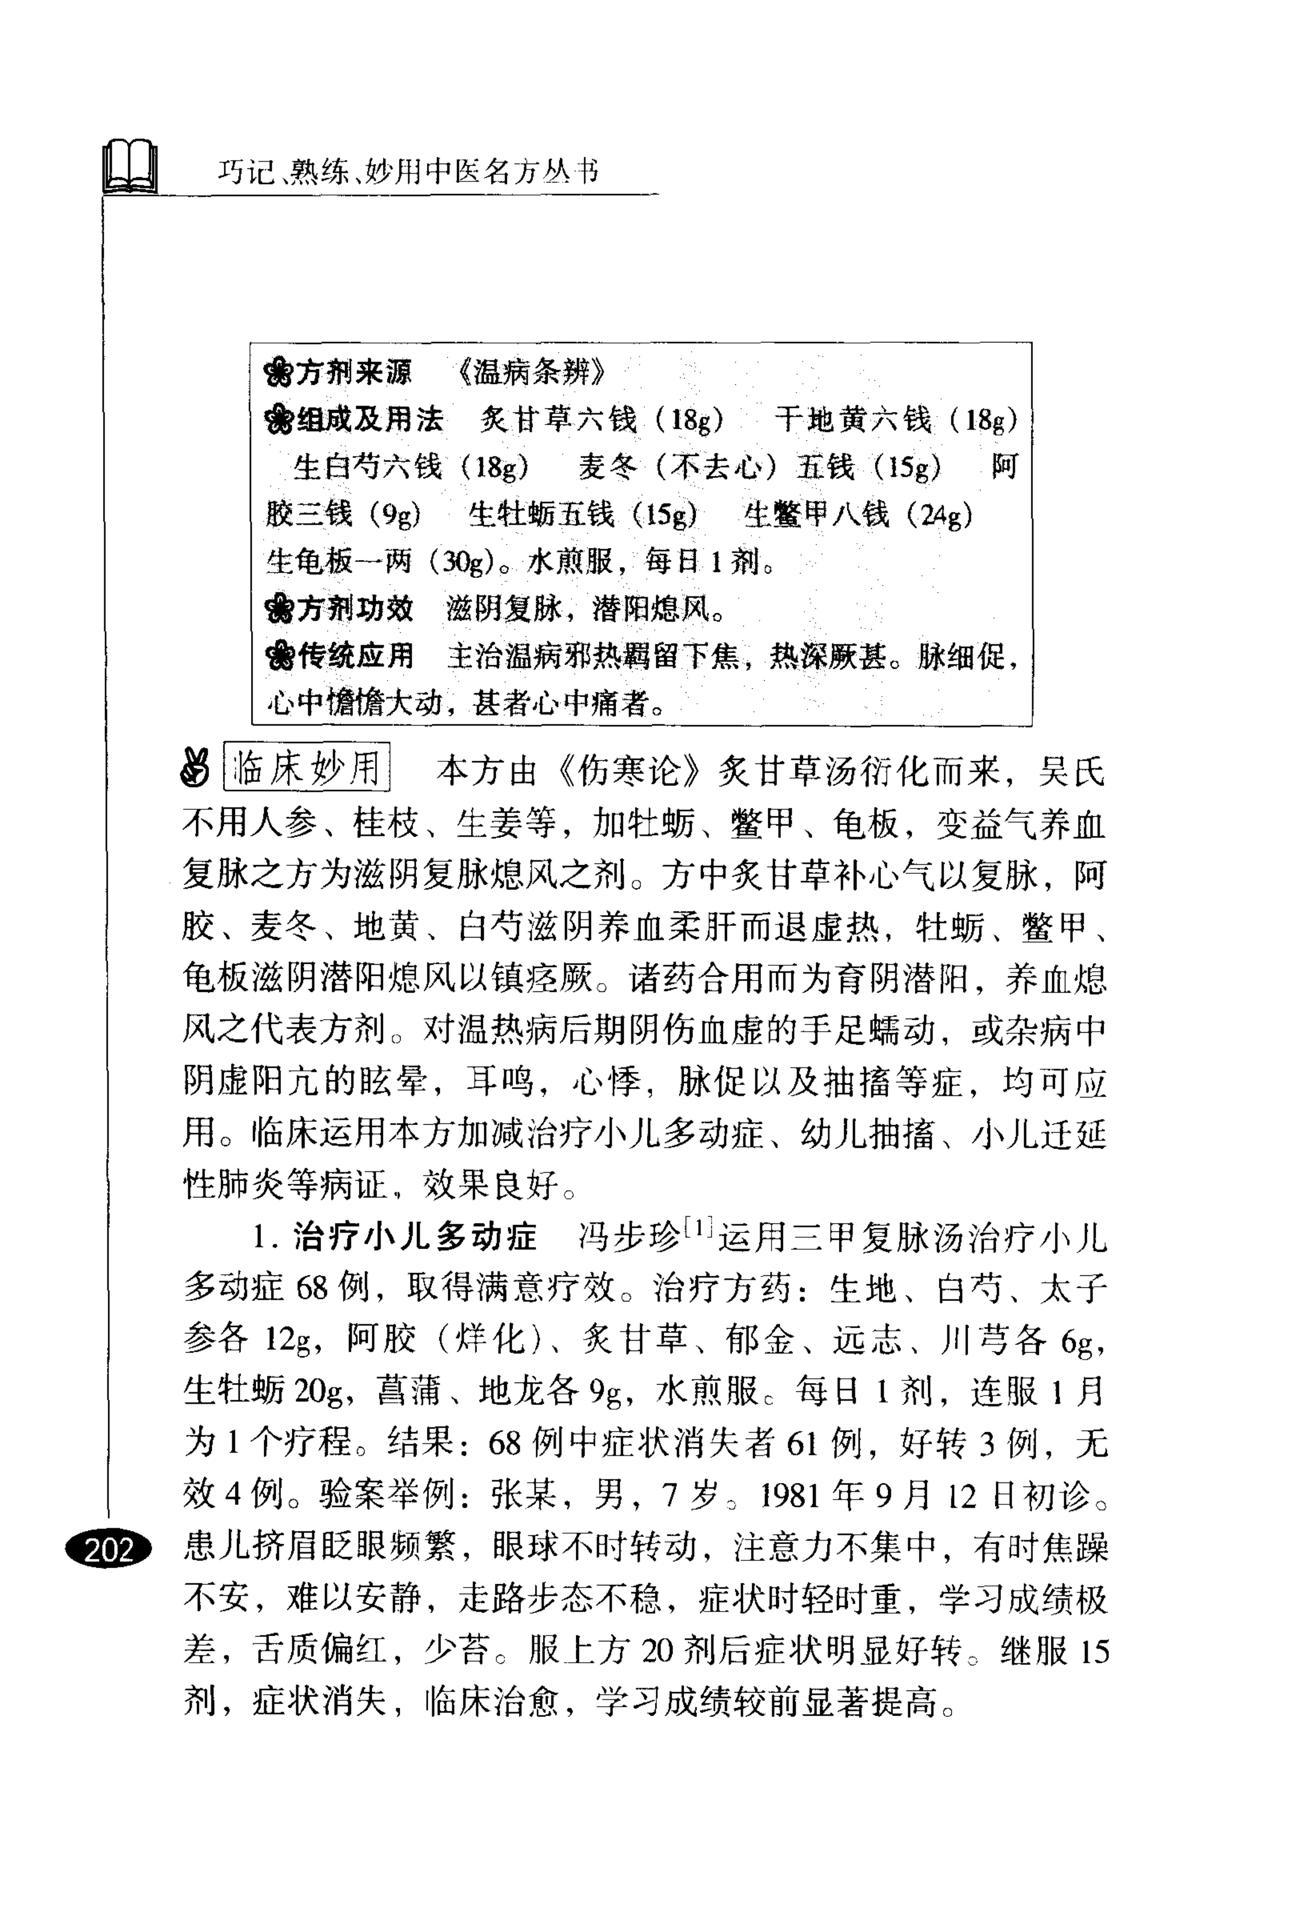 巧记、熟练、妙用中医名方丛书
方剂来源 《温病条辨》
组成及用法 炙甘草六钱（18g） 干地黄六钱（18g）
生白芍六钱（18g） 麦冬（不去心）五钱（15g） 阿
胶三钱（9g） 生牡蛎五钱（15g） 生鳖甲八钱（24g）
生龟板一两（30g）。水煎服，每日1剂。
方剂功效 滋阴复脉，潜阳熄风。
传统应用 主治温病邪热羁留下焦，热深厥甚。脉细促，
心中憺憺大动，甚者心中痛者。
临床妙用 本方由《伤寒论》炙甘草汤衍化而来，吴氏
不用人参、桂枝、生姜等，加牡蛎、鳖甲、龟板，变益气养血
复脉之方为滋阴复脉熄风之剂。方中炙甘草补心气以复脉，阿
胶、麦冬、地黄、白芍滋阴养血柔肝而退虚热，牡蛎、鳖甲、
龟板滋阴潜阳熄风以镇痉厥。诸药合用而为育阴潜阳，养血熄
风之代表方剂。对温热病后期阴伤血虚的手足蠕动，或杂病中
阴虚阳亢的眩晕，耳鸣，心悸，脉促以及抽搐等症，均可应
用。临床运用本方加减治疗小儿多动症、幼儿抽搐、小儿迁延
性肺炎等病证，效果良好。
1. 治疗小儿多动症 冯步珍[1]运用三甲复脉汤治疗小儿
多动症68例，取得满意疗效。治疗方药：生地、白芍、太子
参各12g，阿胶（烊化）、炙甘草、郁金、远志、川芎各6g，
生牡蛎20g，菖蒲、地龙各9g，水煎服。每日1剂，连服1月
为1个疗程。结果：68例中症状消失者61例，好转3例，无
效4例。验案举例：张某，男，7岁。1981年9月12日初诊。
患儿挤眉眨眼频繁，眼球不时转动，注意力不集中，有时焦躁
不安，难以安静，走路步态不稳，症状时轻时重，学习成绩极
差，舌质偏红，少苔。服上方20剂后症状明显好转。继服15
剂，症状消失，临床治愈，学习成绩较前显著提高。
202